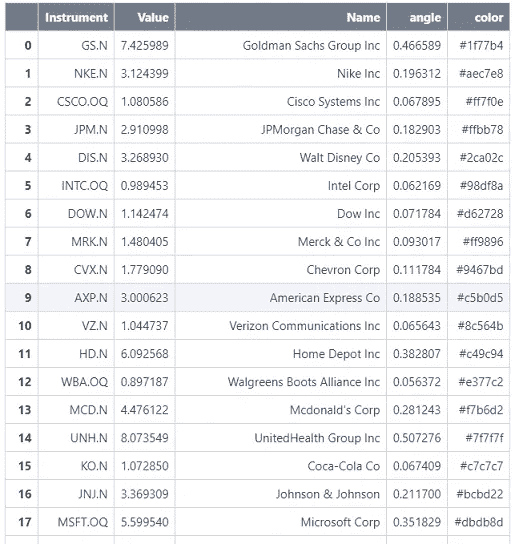 Instrument Value Name angle color
0 GS.N 7.425989 Goldman Sachs Group Inc 0.466589 #1f77b4
1 NKE.N 3.124399 Nike Inc 0.196312 #aec7e8
2 CSCO.OQ 1.080586 Cisco Systems Inc 0.067895 #ff7f0e
3 JPM.N 2.910998 JPMorgan Chase & Co 0.182903 #ffbb78
4 DIS.N 3.268930 Walt Disney Co 0.205393 #2ca02c
5 INTC.OQ 0.989453 Intel Corp 0.062169 #98df8a
6 DOW.N 1.142474 Dow Inc 0.071784 #d62728
7 MRK.N 1.480405 Merck & Co Inc 0.093017 #ff9896
8 CVX.N 1.779090 Chevron Corp 0.111784 #9467bd
9 AXP.N 3.000623 American Express Co 0.188535 #c5b0d5
10 VZ.N 1.044737 Verizon Communications Inc 0.065643 #8c564b
11 HD.N 6.092568 Home Depot Inc 0.382807 #c49c94
12 WBA.OQ 0.897187 Walgreens Boots Alliance Inc 0.056372 #e377c2
13 MCD.N 4.476122 Mcdonald's Corp 0.281243 #f7b6d2
14 UNH.N 8.073549 UnitedHealth Group Inc 0.507276 #7f7f7f
15 KO.N 1.072850 Coca-Cola Co 0.067409 #c7c7c7
16 JNJ.N 3.369309 Johnson & Johnson 0.211700 #bcbd22
17 MSFT.OQ 5.599540 Microsoft Corp 0.351829 #dbdb8d